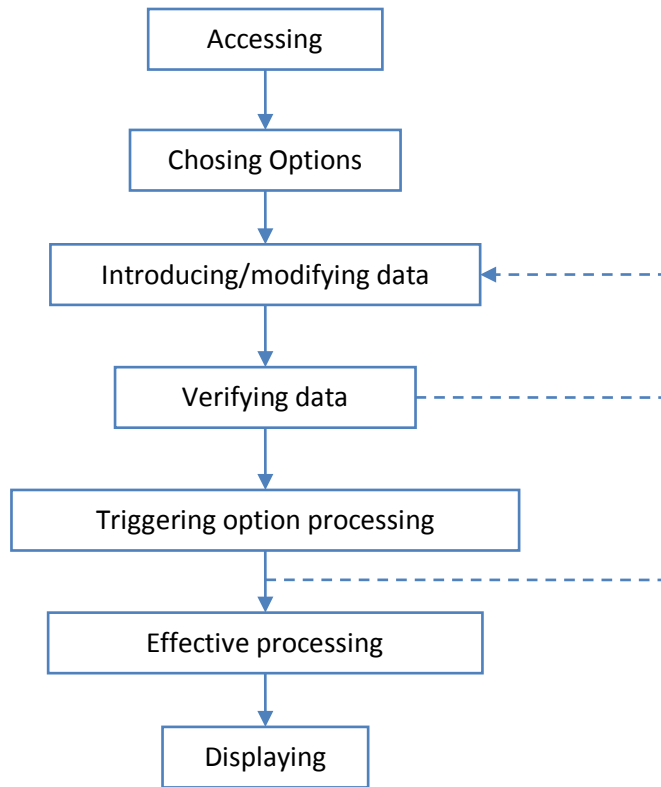 Accessing
Chosing Options
Introducing/modifying data
Verifying data
Triggering option processing
Effective processing
Displaying